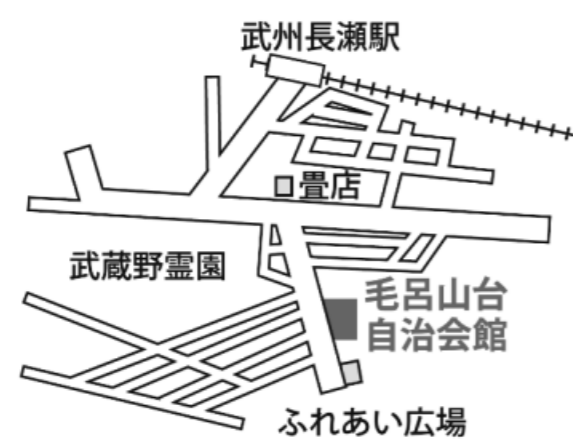 武州長瀬駅
畳店
武蔵野霊園
毛呂山台
自治会館
ふれあい広場